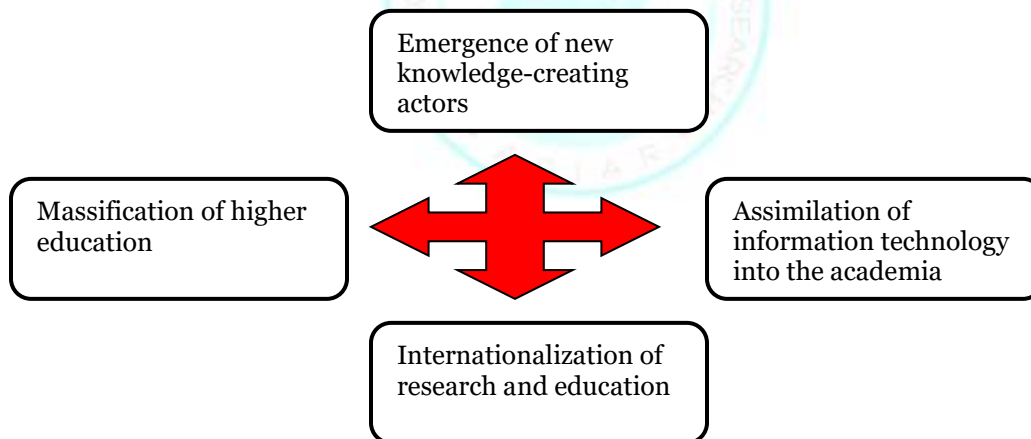 Emergence of new
knowledge-creating
actors
Massification of higher
education
Assimilation of
information technology
into the academia
Internationalization of
research and education